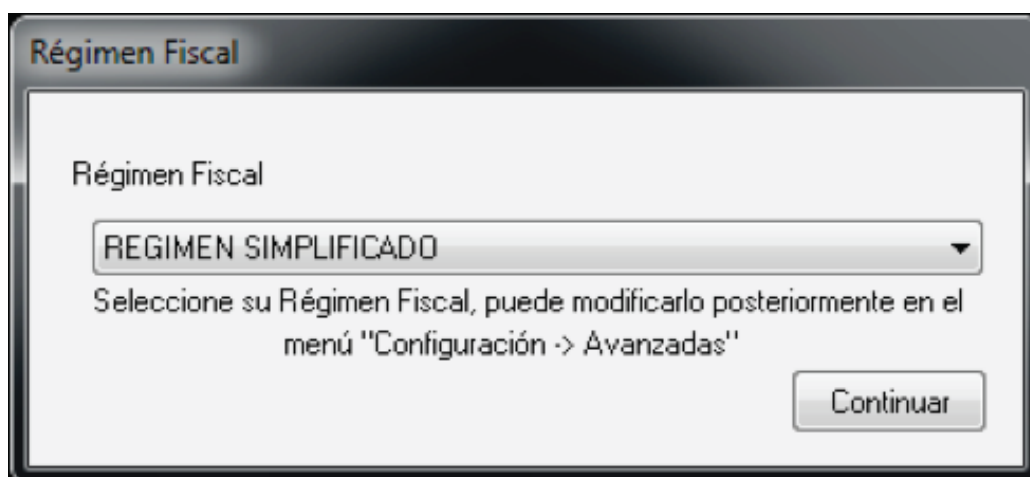 Régimen Fiscal
Régimen Fiscal
REGIMEN SIMPLIFICADO
Seleccione su Régimen Fiscal, puede modificarlo posteriormente en el
menú "Configuración -> Avanzadas"
Continuar